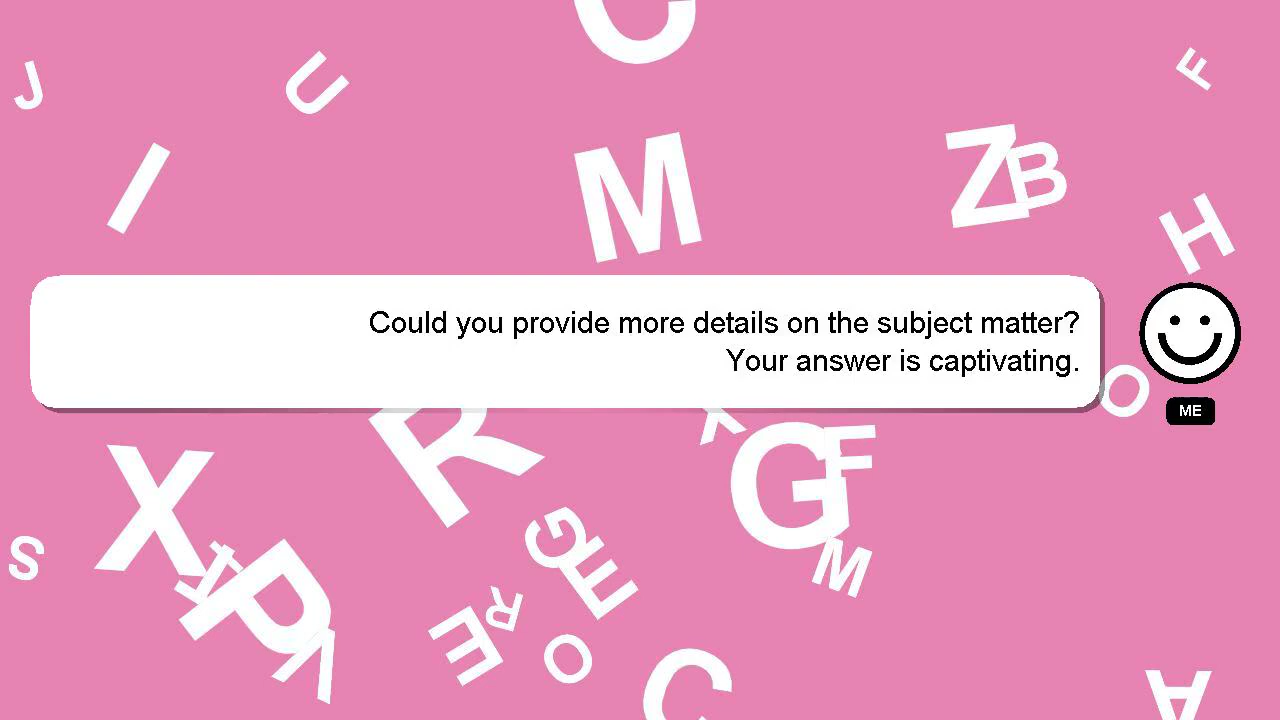 C
J
U
F
I
M
Z
B
H
Could you provide more details on the subject matter?
Your answer is captivating.
O
ME
R
X
G
F
X
S
G
I
E
M
P
R
V
E
O
C
A